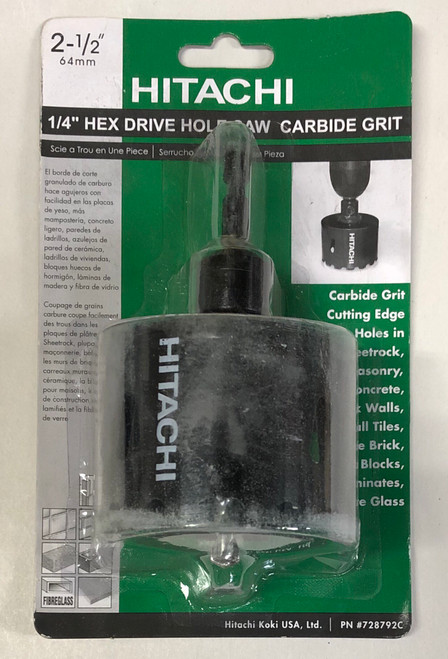 2-1/2"
64mm
HITACHI
1/4" HEX DRIVE HOLE SAW CARBIDE GRIT
Scie a Trou en Une Pièce | Serrucho Pieza
El borde de corte
granulado de carburo
hace agujeros con
facilidad en las placas
de yeso, más
mampostería, concreto
ligero, paredes de
ladrillos, azulejos de
pared de cerámica,
ladrillos de viviendas,
bloques huecos de
hormigón, láminas de
madera y fibra de vidrio
Coupage de grains
carbure coupe facilement
des trous dans les
plaques de plâtre
Sheetrock,
maçonnerie,
les murs de
carreaux
céramique, la
pour
de construction,
lamifiés et la
de verre
HITACHI
Carbide Grit
Cutting Edge
Holes in
Walls,
Tiles,
Brick,
Blocks,
Glass
HITACHI
FIBREGLASS
Hitachi Koki USA, Ltd. | PN #728792C